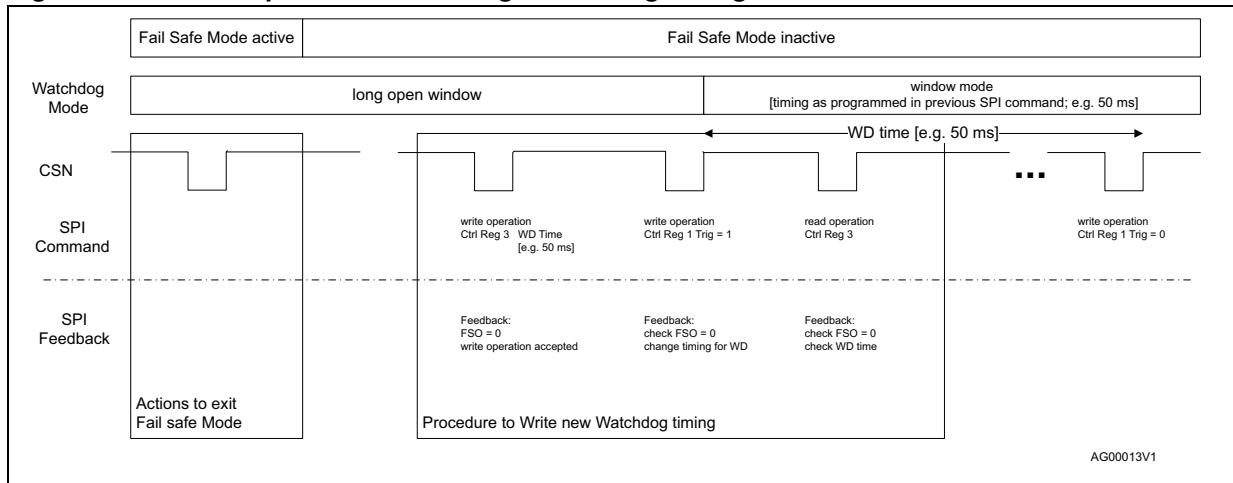 Fail Safe Mode active
Fail Safe Mode inactive
Watchdog
Mode
long open window
window mode
[timing as programmed in previous SPI command; e.g. 50 ms]
WD time [e.g. 50 ms]
CSN
...
SPI
Command
write operation
Ctrl Reg 3 WD Time
[e.g. 50 ms]
write operation
Ctrl Reg 1 Trig = 1
read operation
Ctrl Reg 3
write operation
Ctrl Reg 1 Trig = 0
SPI
Feedback
Feedback:
FSO = 0
write operation accepted
Feedback:
check FSO = 0
change timing for WD
Feedback:
check FSO = 0
check WD time
Actions to exit
Fail safe Mode
Procedure to Write new Watchdog timing
AG00013V1